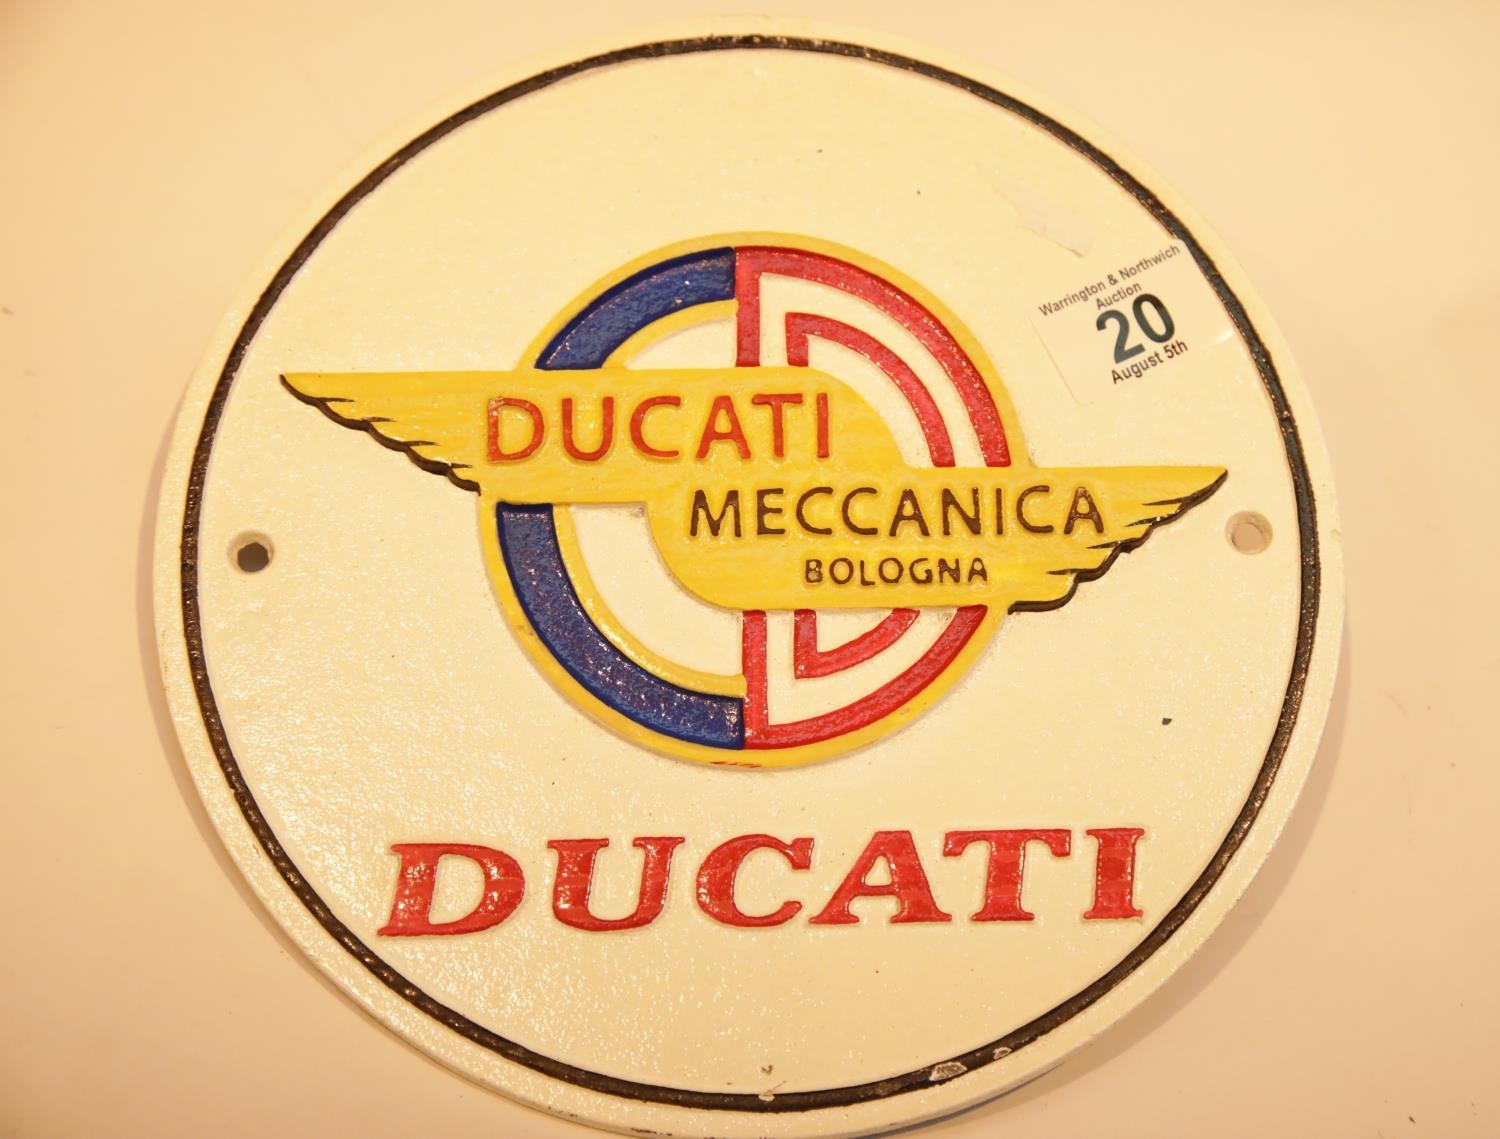 Warrington & Northwich
Auction
20
August 5th
DUCATI
MECCANICA
BOLOGNA
DUCATI